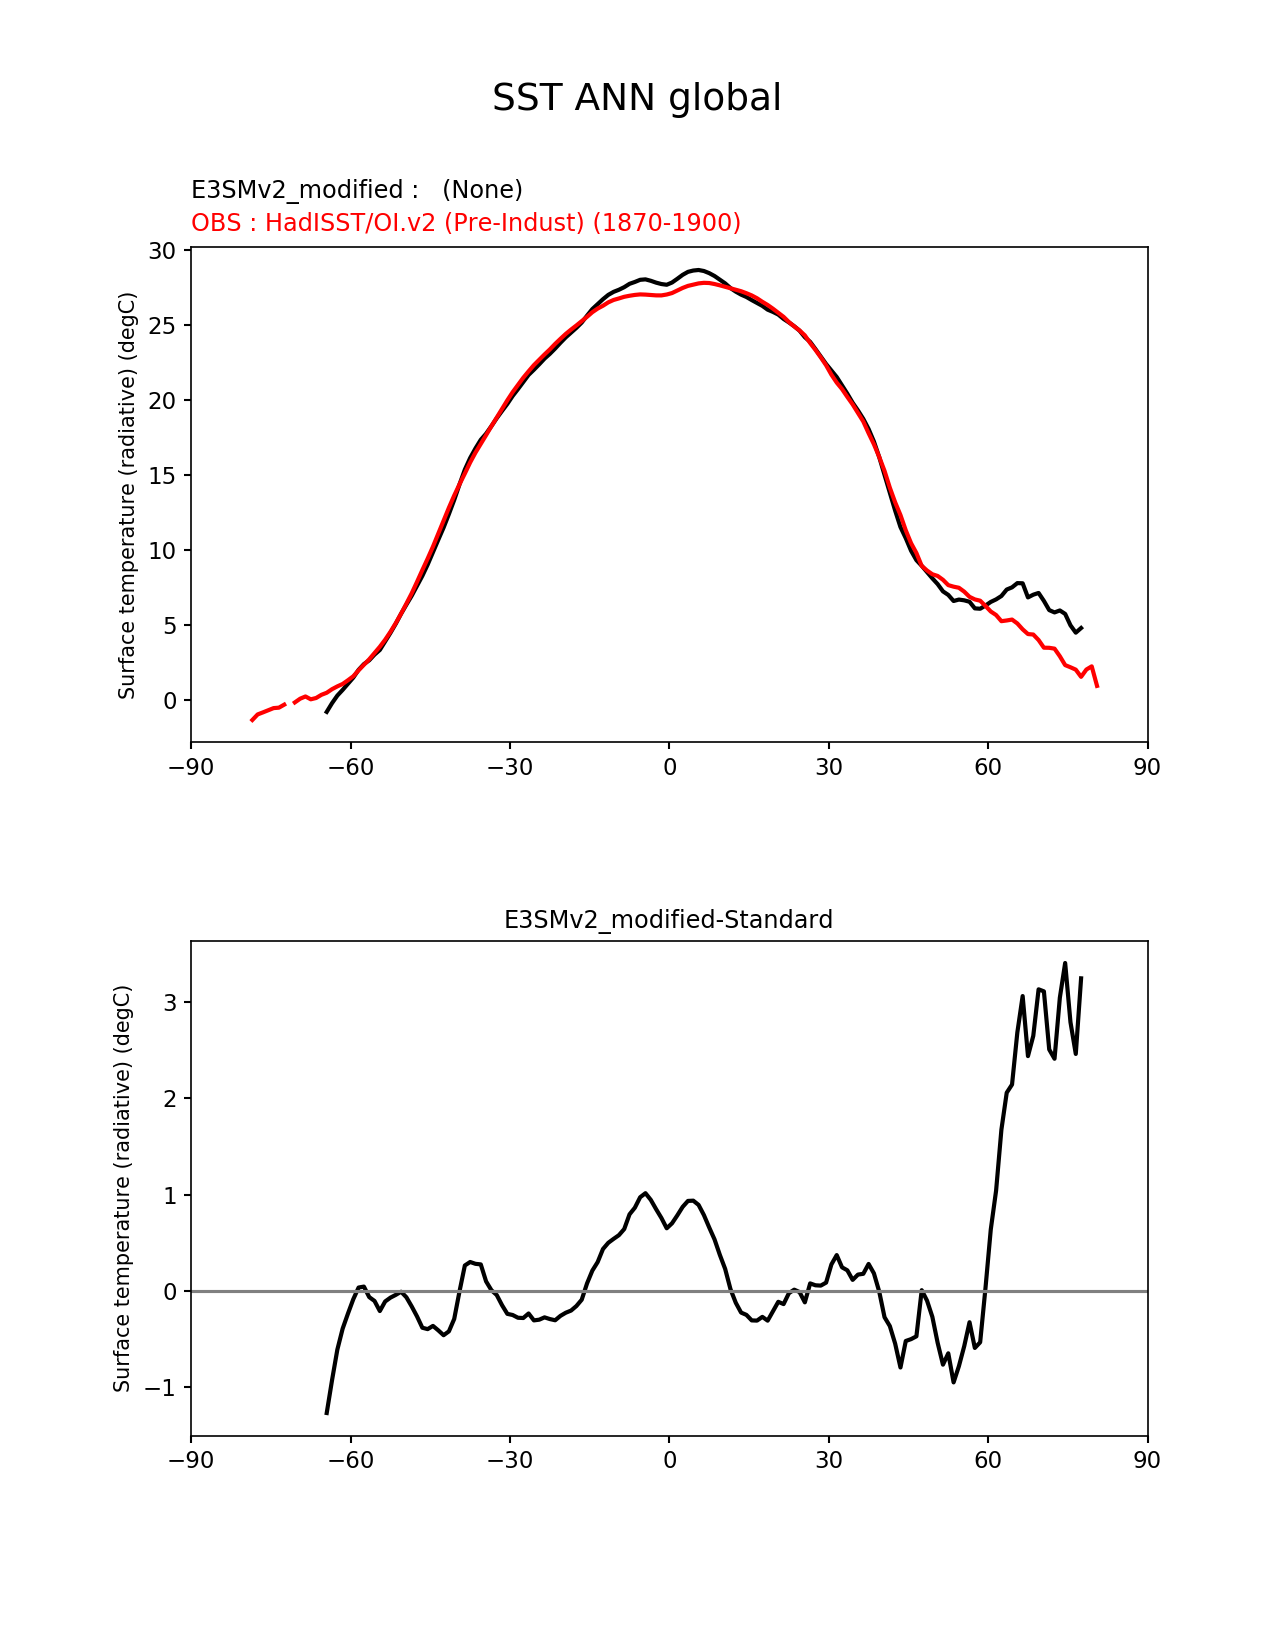 SST ANN global
E3SMv2_modified :   (None)
OBS : HadISST/OI.v2 (Pre-Indust) (1870-1900)
Surface temperature (radiative) (degC)
30
25
20
15
10
5
0
−90 −60 −30 0 30 60 90
E3SMv2_modified-Standard
Surface temperature (radiative) (degC)
3
2
1
0
−1
−90 −60 −30 0 30 60 90